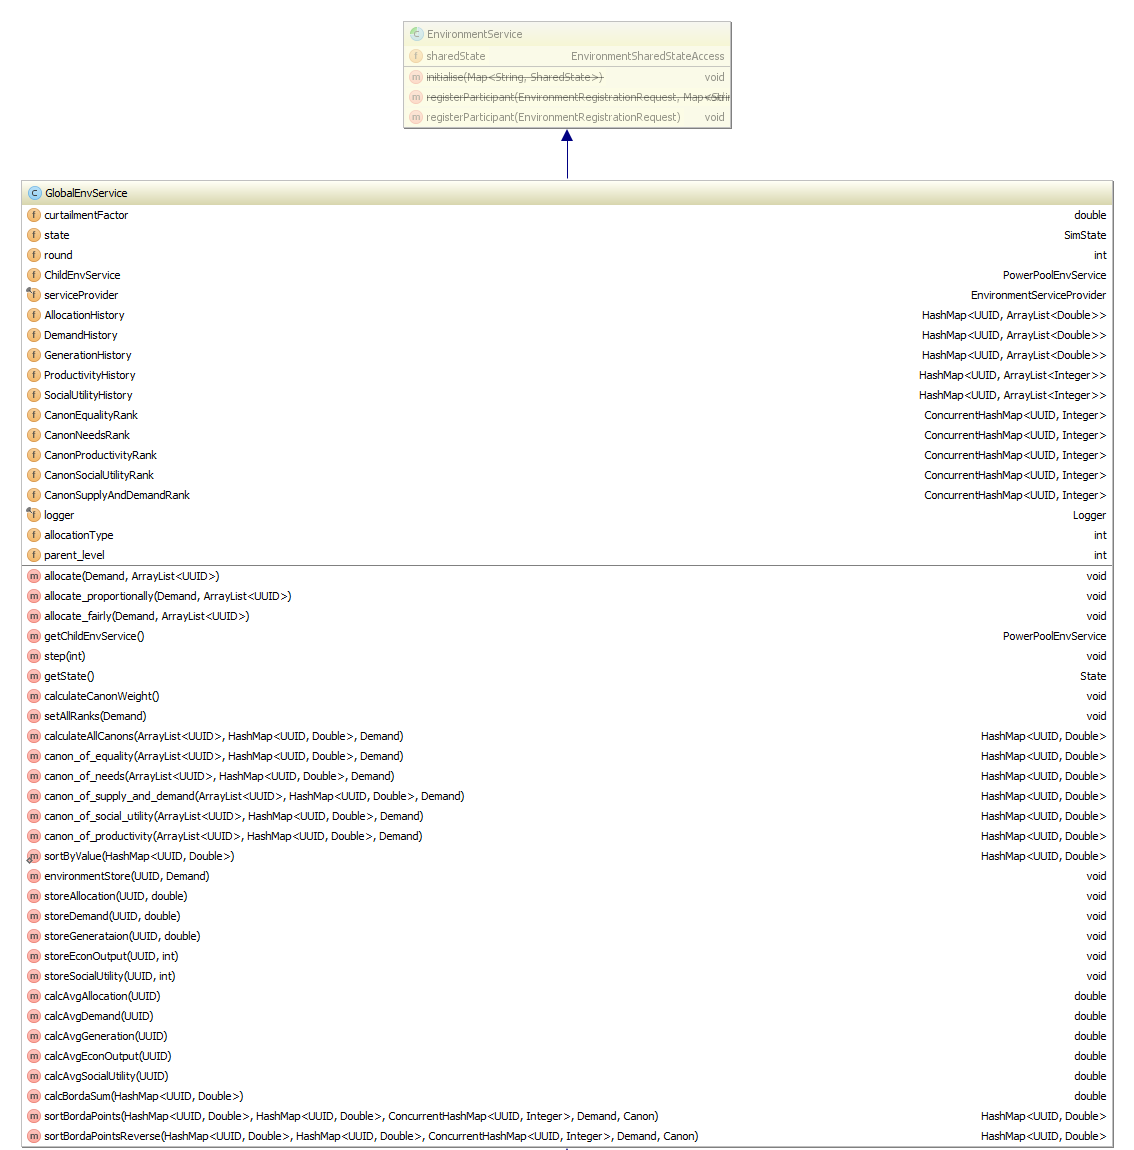 EnvironmentService
sharedState EnvironmentSharedStateAccess
initialise(Map<String, SharedState>) void
registerParticipant(EnvironmentRegistrationRequest, Map<Strin
registerParticipant(EnvironmentRegistrationRequest) void
GlobalEnvService
curtailmentFactor double
state SimState
round int
ChildEnvService PowerPoolEnvService
serviceProvider EnvironmentServiceProvider
AllocationHistory HashMap<UUID, ArrayList<Double>>
DemandHistory HashMap<UUID, ArrayList<Double>>
GenerationHistory HashMap<UUID, ArrayList<Double>>
ProductivityHistory HashMap<UUID, ArrayList<Integer>>
SocialUtilityHistory HashMap<UUID, ArrayList<Integer>>
CanonEqualityRank ConcurrentHashMap<UUID, Integer>
CanonNeedsRank ConcurrentHashMap<UUID, Integer>
CanonProductivityRank ConcurrentHashMap<UUID, Integer>
CanonSocialUtilityRank ConcurrentHashMap<UUID, Integer>
CanonSupplyAndDemandRank ConcurrentHashMap<UUID, Integer>
logger Logger
allocationType int
parent_level int
allocate(Demand, ArrayList<UUID>) void
allocate_proportionally(Demand, ArrayList<UUID>) void
allocate_fairly(Demand, ArrayList<UUID>) void
getChildEnvService() PowerPoolEnvService
step(int) void
getState() State
calculateCanonWeight() void
setAllRanks(Demand) void
calculateAllCanons(ArrayList<UUID>, HashMap<UUID, Double>, Demand) HashMap<UUID, Double>
canon_of_equality(ArrayList<UUID>, HashMap<UUID, Double>, Demand) HashMap<UUID, Double>
canon_of_needs(ArrayList<UUID>, HashMap<UUID, Double>, Demand) HashMap<UUID, Double>
canon_of_supply_and_demand(ArrayList<UUID>, HashMap<UUID, Double>, Demand) HashMap<UUID, Double>
canon_of_social_utility(ArrayList<UUID>, HashMap<UUID, Double>, Demand) HashMap<UUID, Double>
canon_of_productivity(ArrayList<UUID>, HashMap<UUID, Double>, Demand) HashMap<UUID, Double>
sortByValue(HashMap<UUID, Double>) HashMap<UUID, Double>
environmentStore(UUID, Demand) void
storeAllocation(UUID, double) void
storeDemand(UUID, double) void
storeGenerataion(UUID, double) void
storeEconOutput(UUID, int) void
storeSocialUtility(UUID, int) void
calcAvgAllocation(UUID) double
calcAvgDemand(UUID) double
calcAvgGeneration(UUID) double
calcAvgEconOutput(UUID) double
calcAvgSocialUtility(UUID) double
calcBordaSum(HashMap<UUID, Double>) double
sortBordaPoints(HashMap<UUID, Double>, HashMap<UUID, Double>, ConcurrentHashMap<UUID, Integer>, Demand, Canon) HashMap<UUID, Double>
sortBordaPointsReverse(HashMap<UUID, Double>, HashMap<UUID, Double>, ConcurrentHashMap<UUID, Integer>, Demand, Canon) HashMap<UUID, Double>